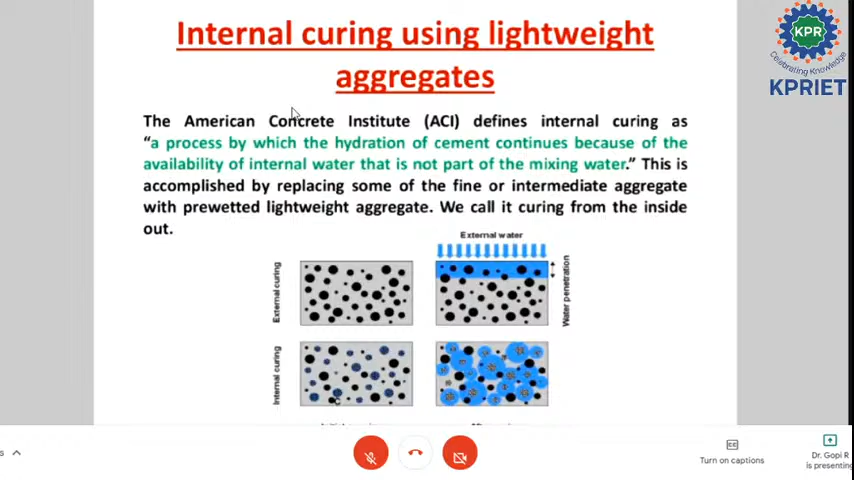 Internal curing using lightweight
aggregates
KPR
Celebrating Knowledge
KPRIET
The American Concrete Institute (ACI) defines internal curing as
“a process by which the hydration of cement continues because of the
availability of internal water that is not part of the mixing water.” This is
accomplished by replacing some of the fine or intermediate aggregate
with prewetted lightweight aggregate. We call it curing from the inside
out.
External water
External curing
Water penetration
Internal curing
s
Turn on captions
Dr. Gopi R
is presenting